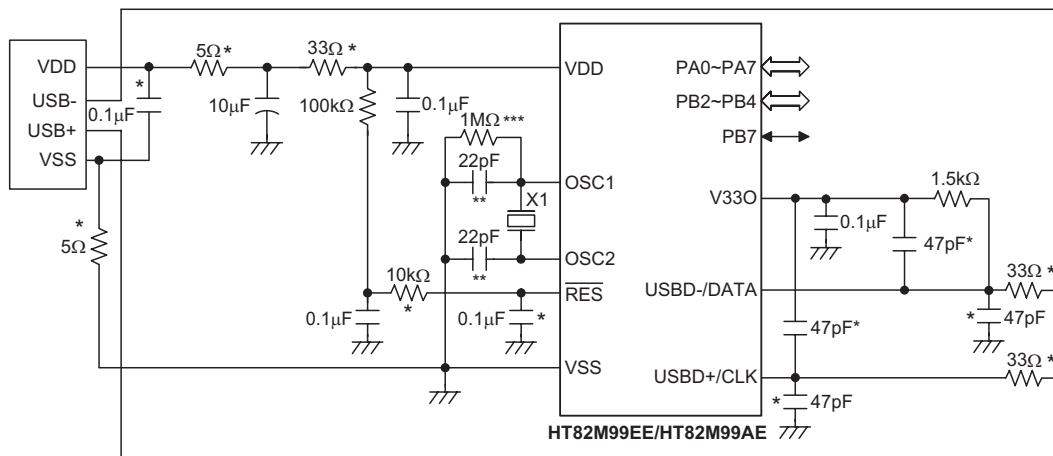 VDD
USB-
USB+
VSS
*
0.1μF
5Ω*
10μF
33Ω *
100kΩ
0.1μF
*
5Ω
1MΩ ***
22pF
**
X1
22pF
**
10kΩ
*
0.1μF
0.1μF
*
VDD
OSC1
OSC2
RES
VSS
PA0~PA7
PB2~PB4
PB7
V33O
USBD-/DATA
USBD+/CLK
HT82M99EE/HT82M99AE
1.5kΩ
0.1μF
47pF*
33Ω *
*
47pF
47pF*
33Ω *
*
47pF